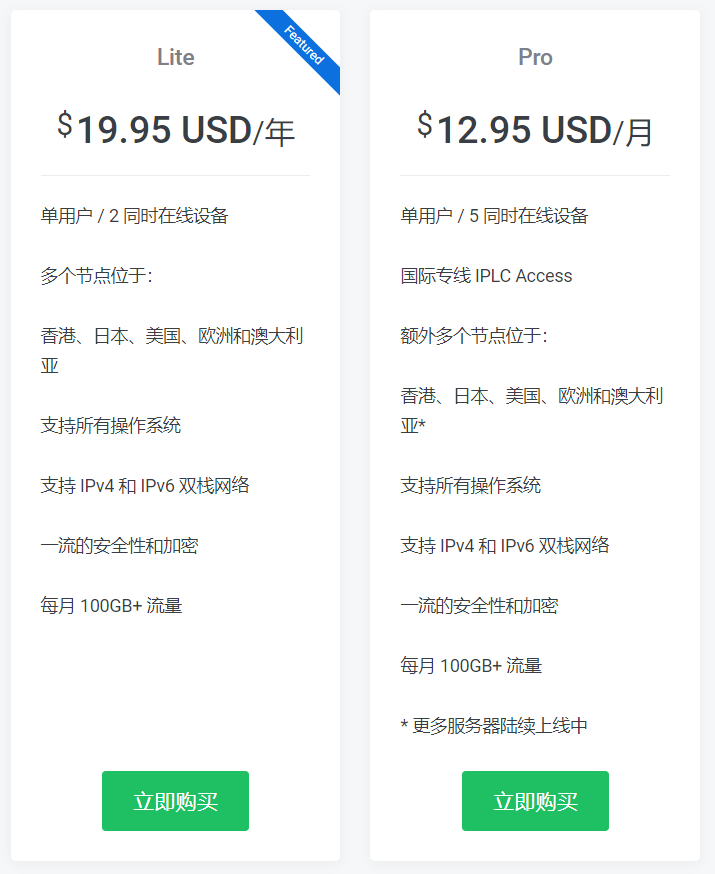 Featured
Lite
$19.95 USD/年
单用户 / 2 同时在线设备
多个节点位于：
香港、日本、美国、欧洲和澳大利
亚
支持所有操作系统
支持 IPv4 和 IPv6 双栈网络
一流的安全性和加密
每月 100GB+ 流量
立即购买
Pro
$12.95 USD/月
单用户 / 5 同时在线设备
国际专线 IPLC Access
额外多个节点位于：
香港、日本、美国、欧洲和澳大利
亚*
支持所有操作系统
支持 IPv4 和 IPv6 双栈网络
一流的安全性和加密
每月 100GB+ 流量
* 更多服务器陆续上线中
立即购买